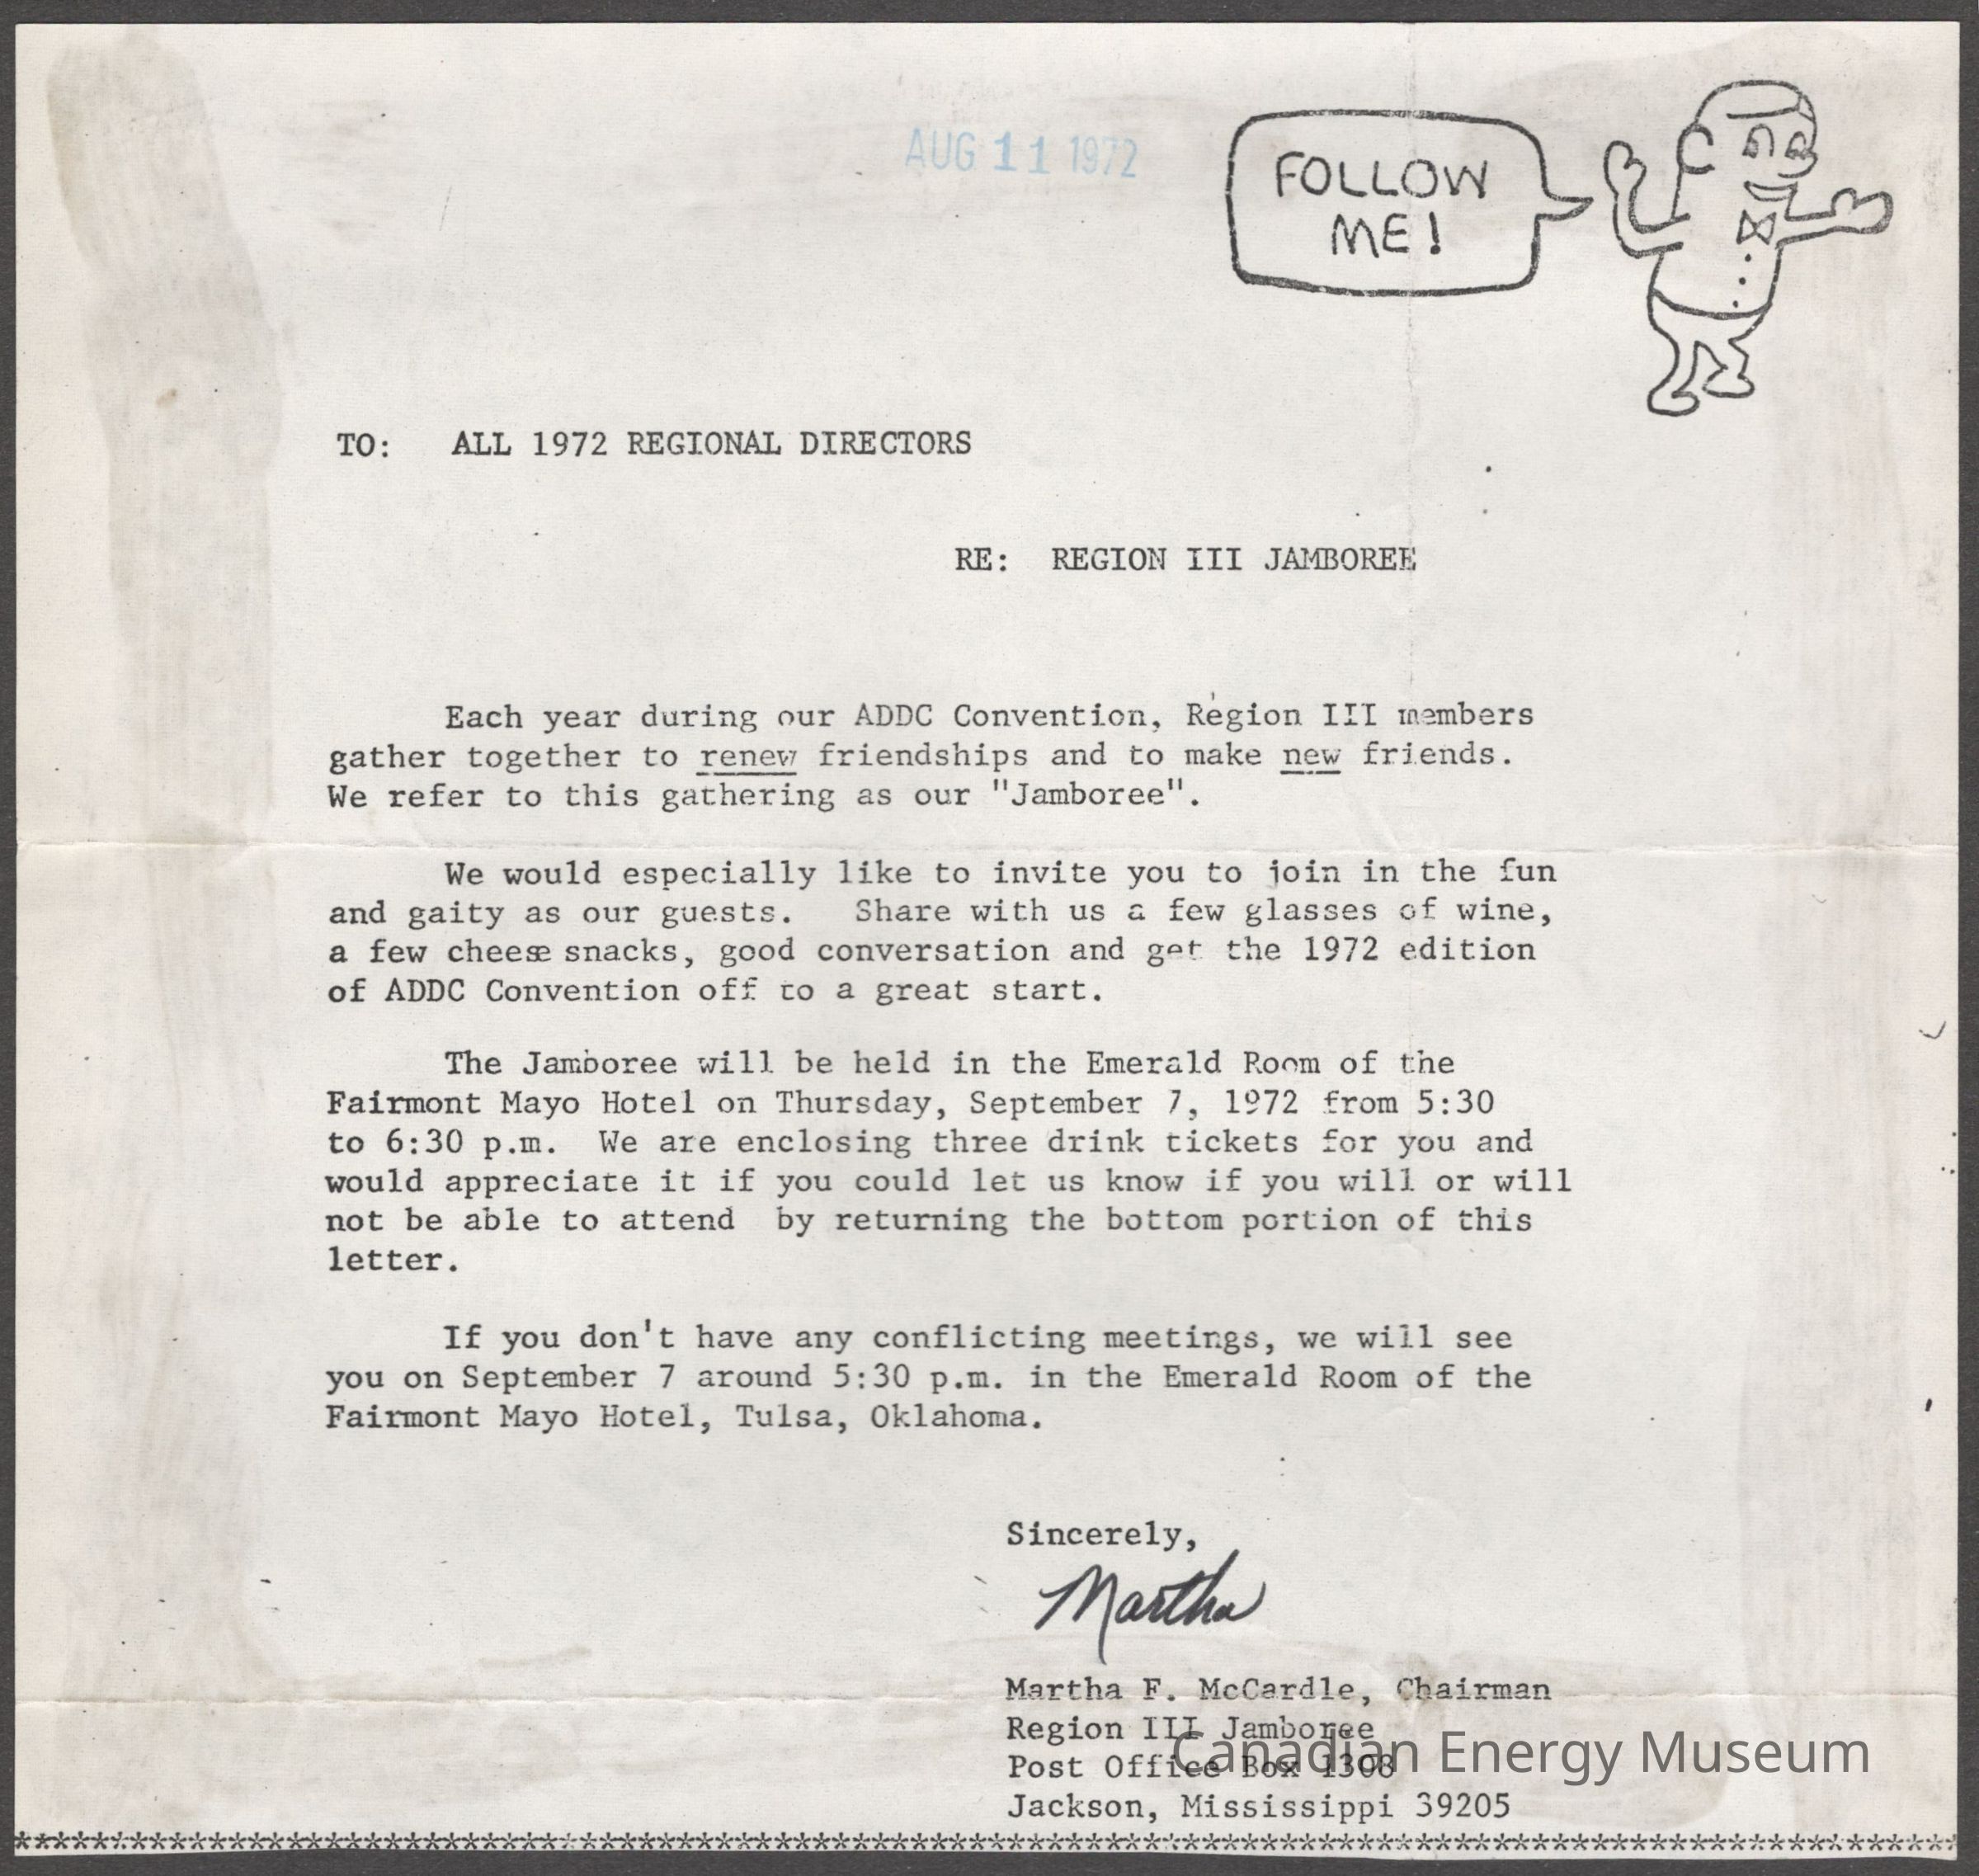 AUG 11 1972
FOLLOW
ME!
TO: ALL 1972 REGIONAL DIRECTORS
RE: REGION III JAMBOREE
Each year during our ADDC Convention, Region III members
gather together to renew friendships and to make new friends.
We refer to this gathering as our "Jamboree".
We would especially like to invite you to join in the fun
and gaity as our guests. Share with us a few glasses of wine,
a few cheese snacks, good conversation and get the 1972 edition
of ADDC Convention off to a great start.
The Jamboree will be held in the Emerald Room of the
Fairmont Mayo Hotel on Thursday, September 7, 1972 from 5:30
to 6:30 p.m. We are enclosing three drink tickets for you and
would appreciate it if you could let us know if you will or will
not be able to attend by returning the bottom portion of this
letter.
If you don't have any conflicting meetings, we will see
you on September 7 around 5:30 p.m. in the Emerald Room of the
Fairmont Mayo Hotel, Tulsa, Oklahoma.
Sincerely,
Martha
Martha F. McCardle, Chairman
Region III Jamboree
Post Office Box 1308
Canadian Energy Museum
Jackson, Mississippi 39205